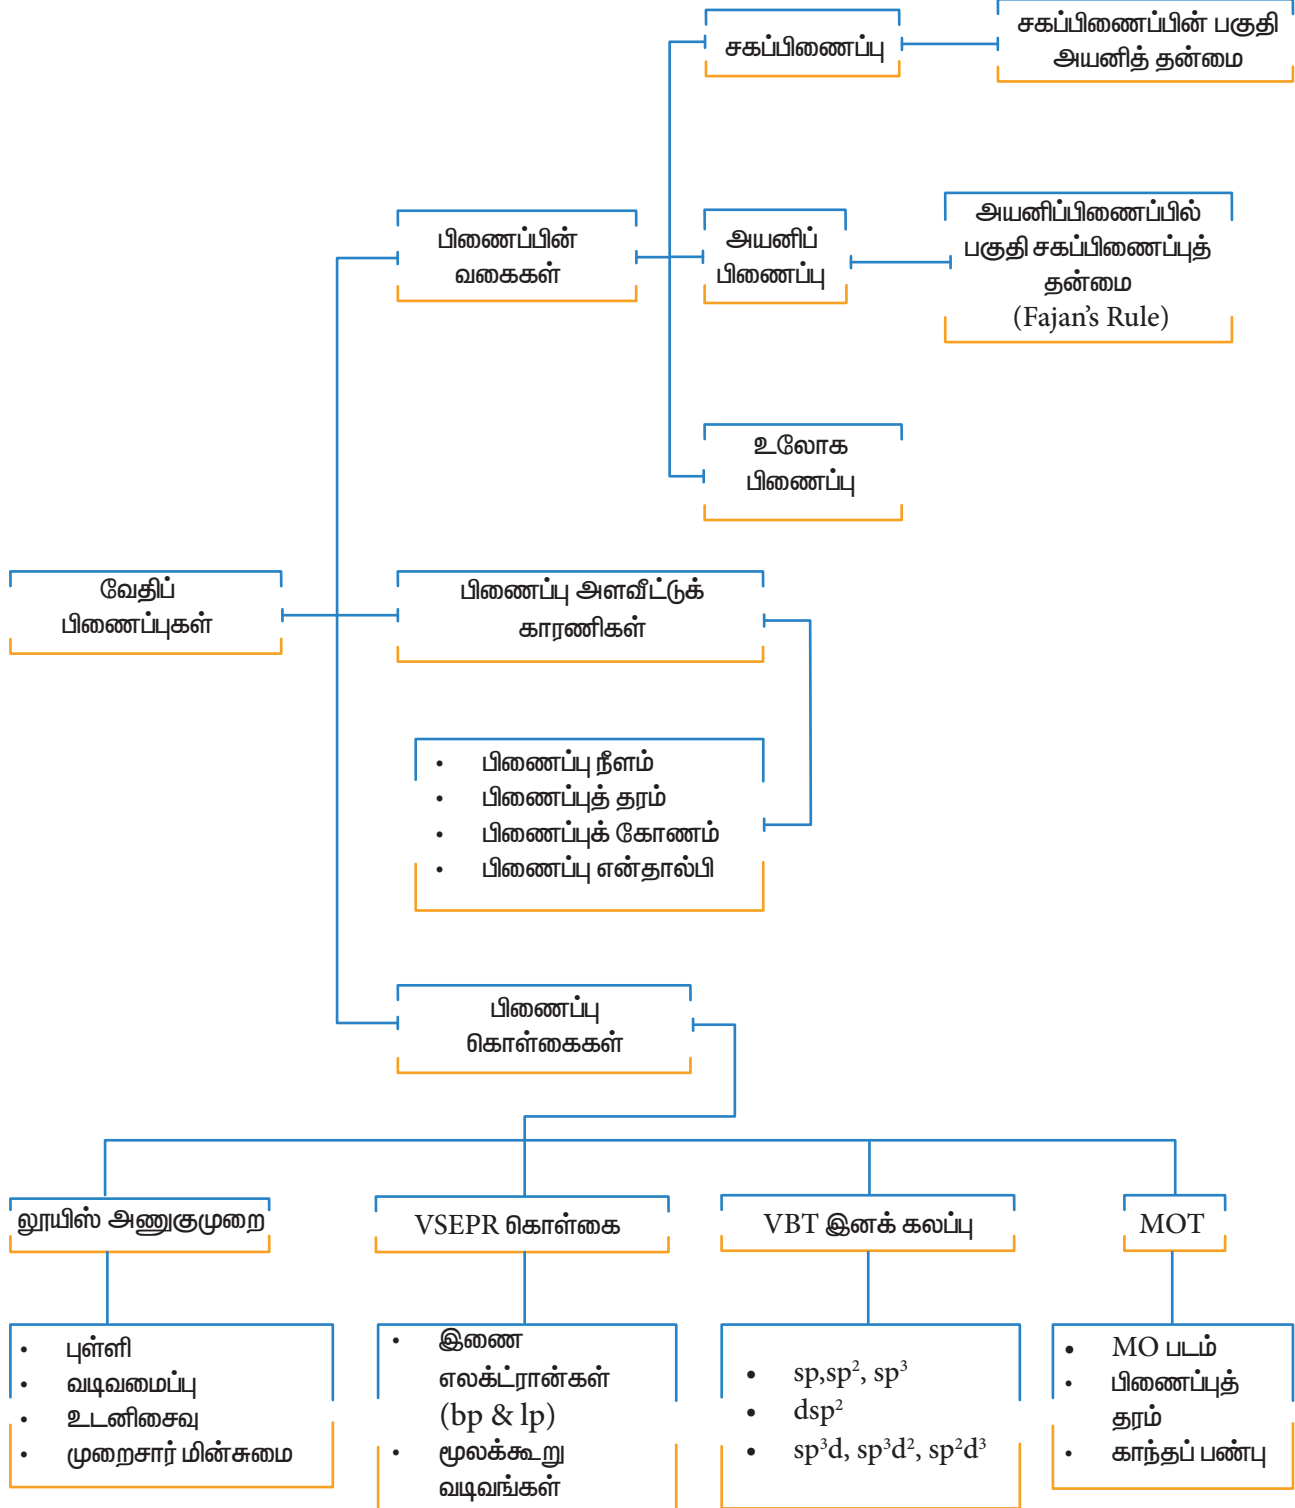 சகப்பிணைப்பு
சகப்பிணைப்பின் பகுதி
அயனித் தன்மை
பிணைப்பின்
வகைகள்
அயனிப்
பிணைப்பு
அயனிப்பிணைப்பில்
பகுதி சகப்பிணைப்புத்
தன்மை
(Fajan's Rule)
உலோக
பிணைப்பு
வேதிப்
பிணைப்புகள்
பிணைப்பு அளவீட்டுக்
காரணிகள்
• பிணைப்பு நீளம்
• பிணைப்புத் தரம்
• பிணைப்புக் கோணம்
• பிணைப்பு என்தால்பி
பிணைப்பு
கொள்கைகள்
லூயிஸ் அணுகுமுறை
• புள்ளி
• வடிவமைப்பு
• உடனிசைவு
• முறைசார் மின்சுமை
VSEPR கொள்கை
• இணை
எலக்ட்ரான்கள்
(bp & lp)
• மூலக்கூறு
வடிவங்கள்
VBT இனக் கலப்பு
• sp,sp², sp³
• dsp²
• sp³d, sp³d², sp²d³
MOT
• MO படம்
• பிணைப்புத்
தரம்
• காந்தப் பண்பு